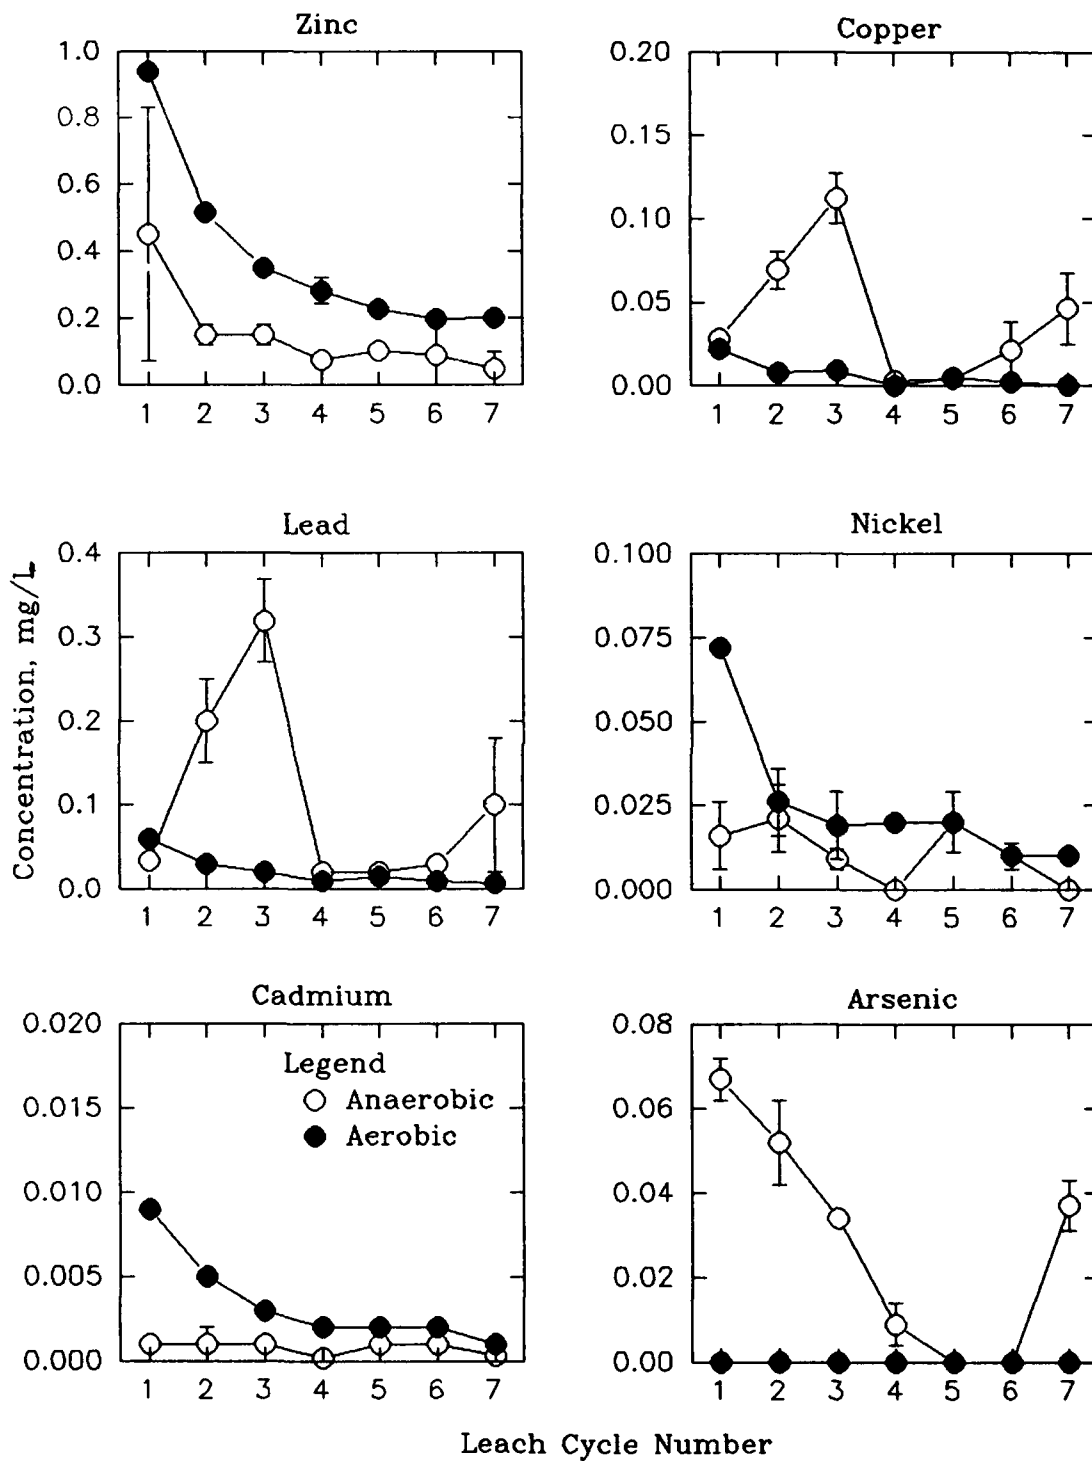 Zinc
1.0
0.8
0.6
0.4
0.2
0.0
1 2 3 4 5 6 7
Copper
0.20
0.15
0.10
0.05
0.00
1 2 3 4 5 6 7
Concentration, mg/L
Lead
0.4
0.3
0.2
0.1
0.0
1 2 3 4 5 6 7
Nickel
0.100
0.075
0.050
0.025
0.000
1 2 3 4 5 6 7
Cadmium
0.020
0.015
0.010
0.005
0.000
Legend
Anaerobic
Aerobic
1 2 3 4 5 6 7
Arsenic
0.08
0.06
0.04
0.02
0.00
1 2 3 4 5 6 7
Leach Cycle Number